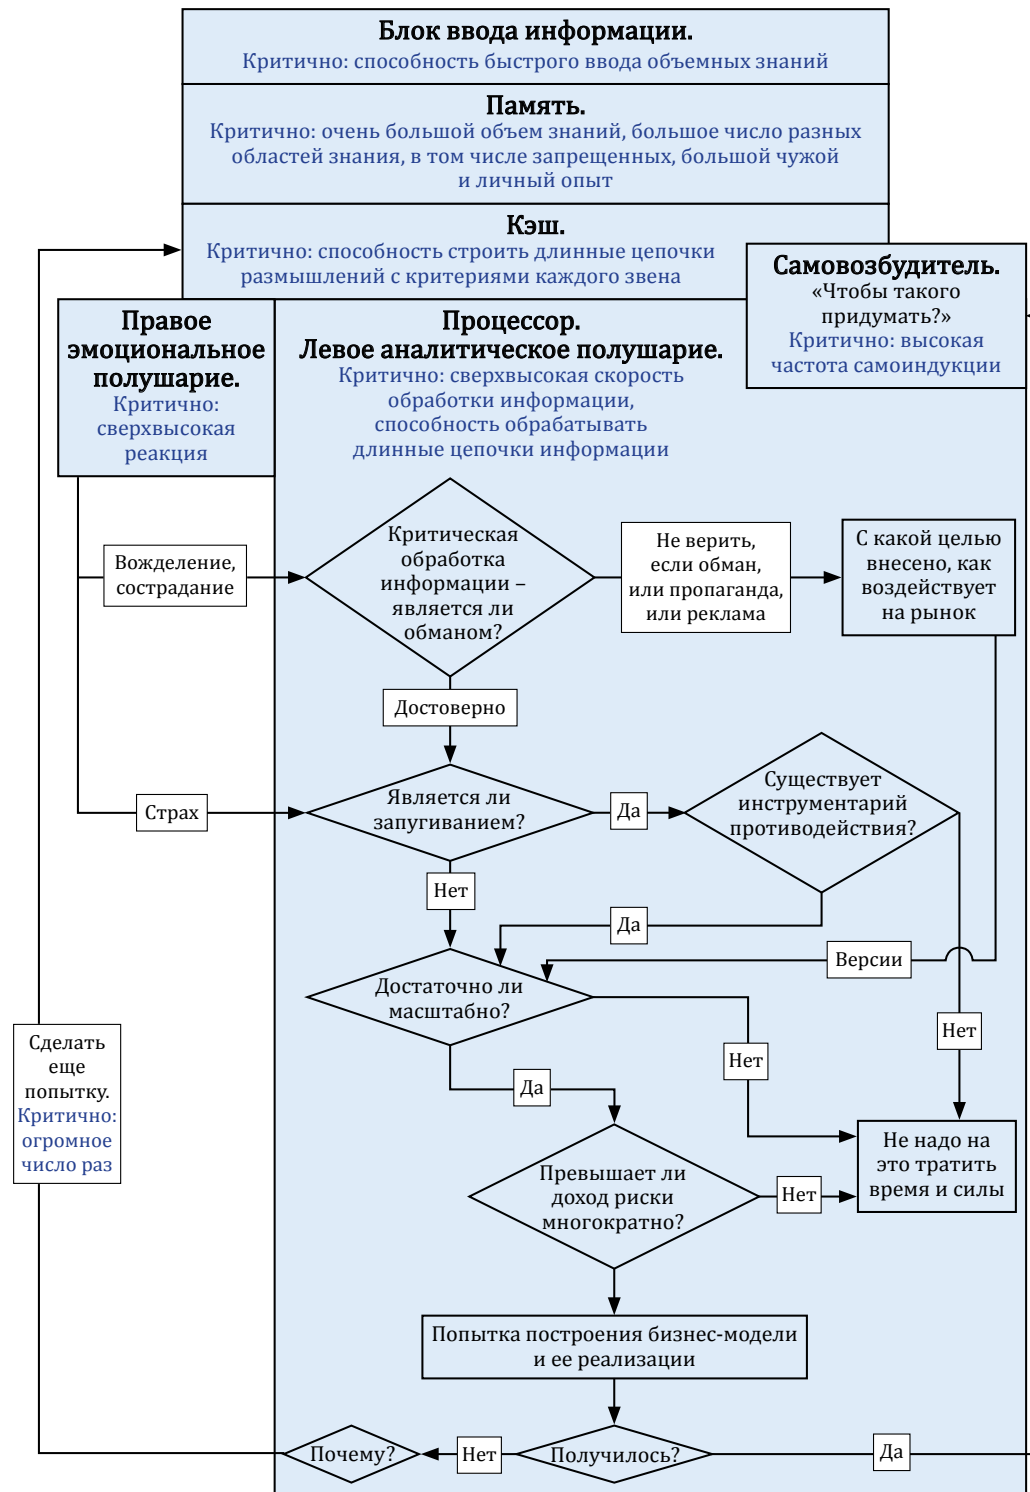 Блок ввода информации.
Критично: способность быстрого ввода объемных знаний
Память.
Критично: очень большой объем знаний, большое число разных
областей знания, в том числе запрещенных, большой чужой
и личный опыт
Кэш.
Критично: способность строить длинные цепочки
размышлений с критериями каждого звена
Самовозбудитель.
«Чтобы такого
придумать?»
Критично: высокая
частота самоиндукции
Правое
эмоциональное
полушарие.
Критично:
сверхвысокая
реакция
Процессор.
Левое аналитическое полушарие.
Критично: сверхвысокая скорость
обработки информации,
способность обрабатывать
длинные цепочки информации
Вожделение,
сострадание
Критическая
обработка
информации –
является ли
обманом?
Не верить,
если обман,
или пропаганда,
или реклама
С какой целью
внесено, как
воздействует
на рынок
Достоверно
Страх
Является ли
запугиванием?
Да
Существует
инструментарий
противодействия?
Нет
Да
Версии
Достаточно ли
масштабно?
Нет
Нет
Сделать
еще
попытку.
Критично:
огромное
число раз
Да
Не надо на
это тратить
время и силы
Превышает ли
доход риски
многократно?
Нет
Попытка построения бизнес-модели
и ее реализации
Почему?
Нет
Получилось?
Да